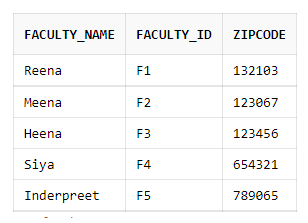 FACULTY_NAME FACULTY_ID ZIPCODE
Reena F1 132103
Meena F2 123067
Heena F3 123456
Siya F4 654321
Inderpreet F5 789065